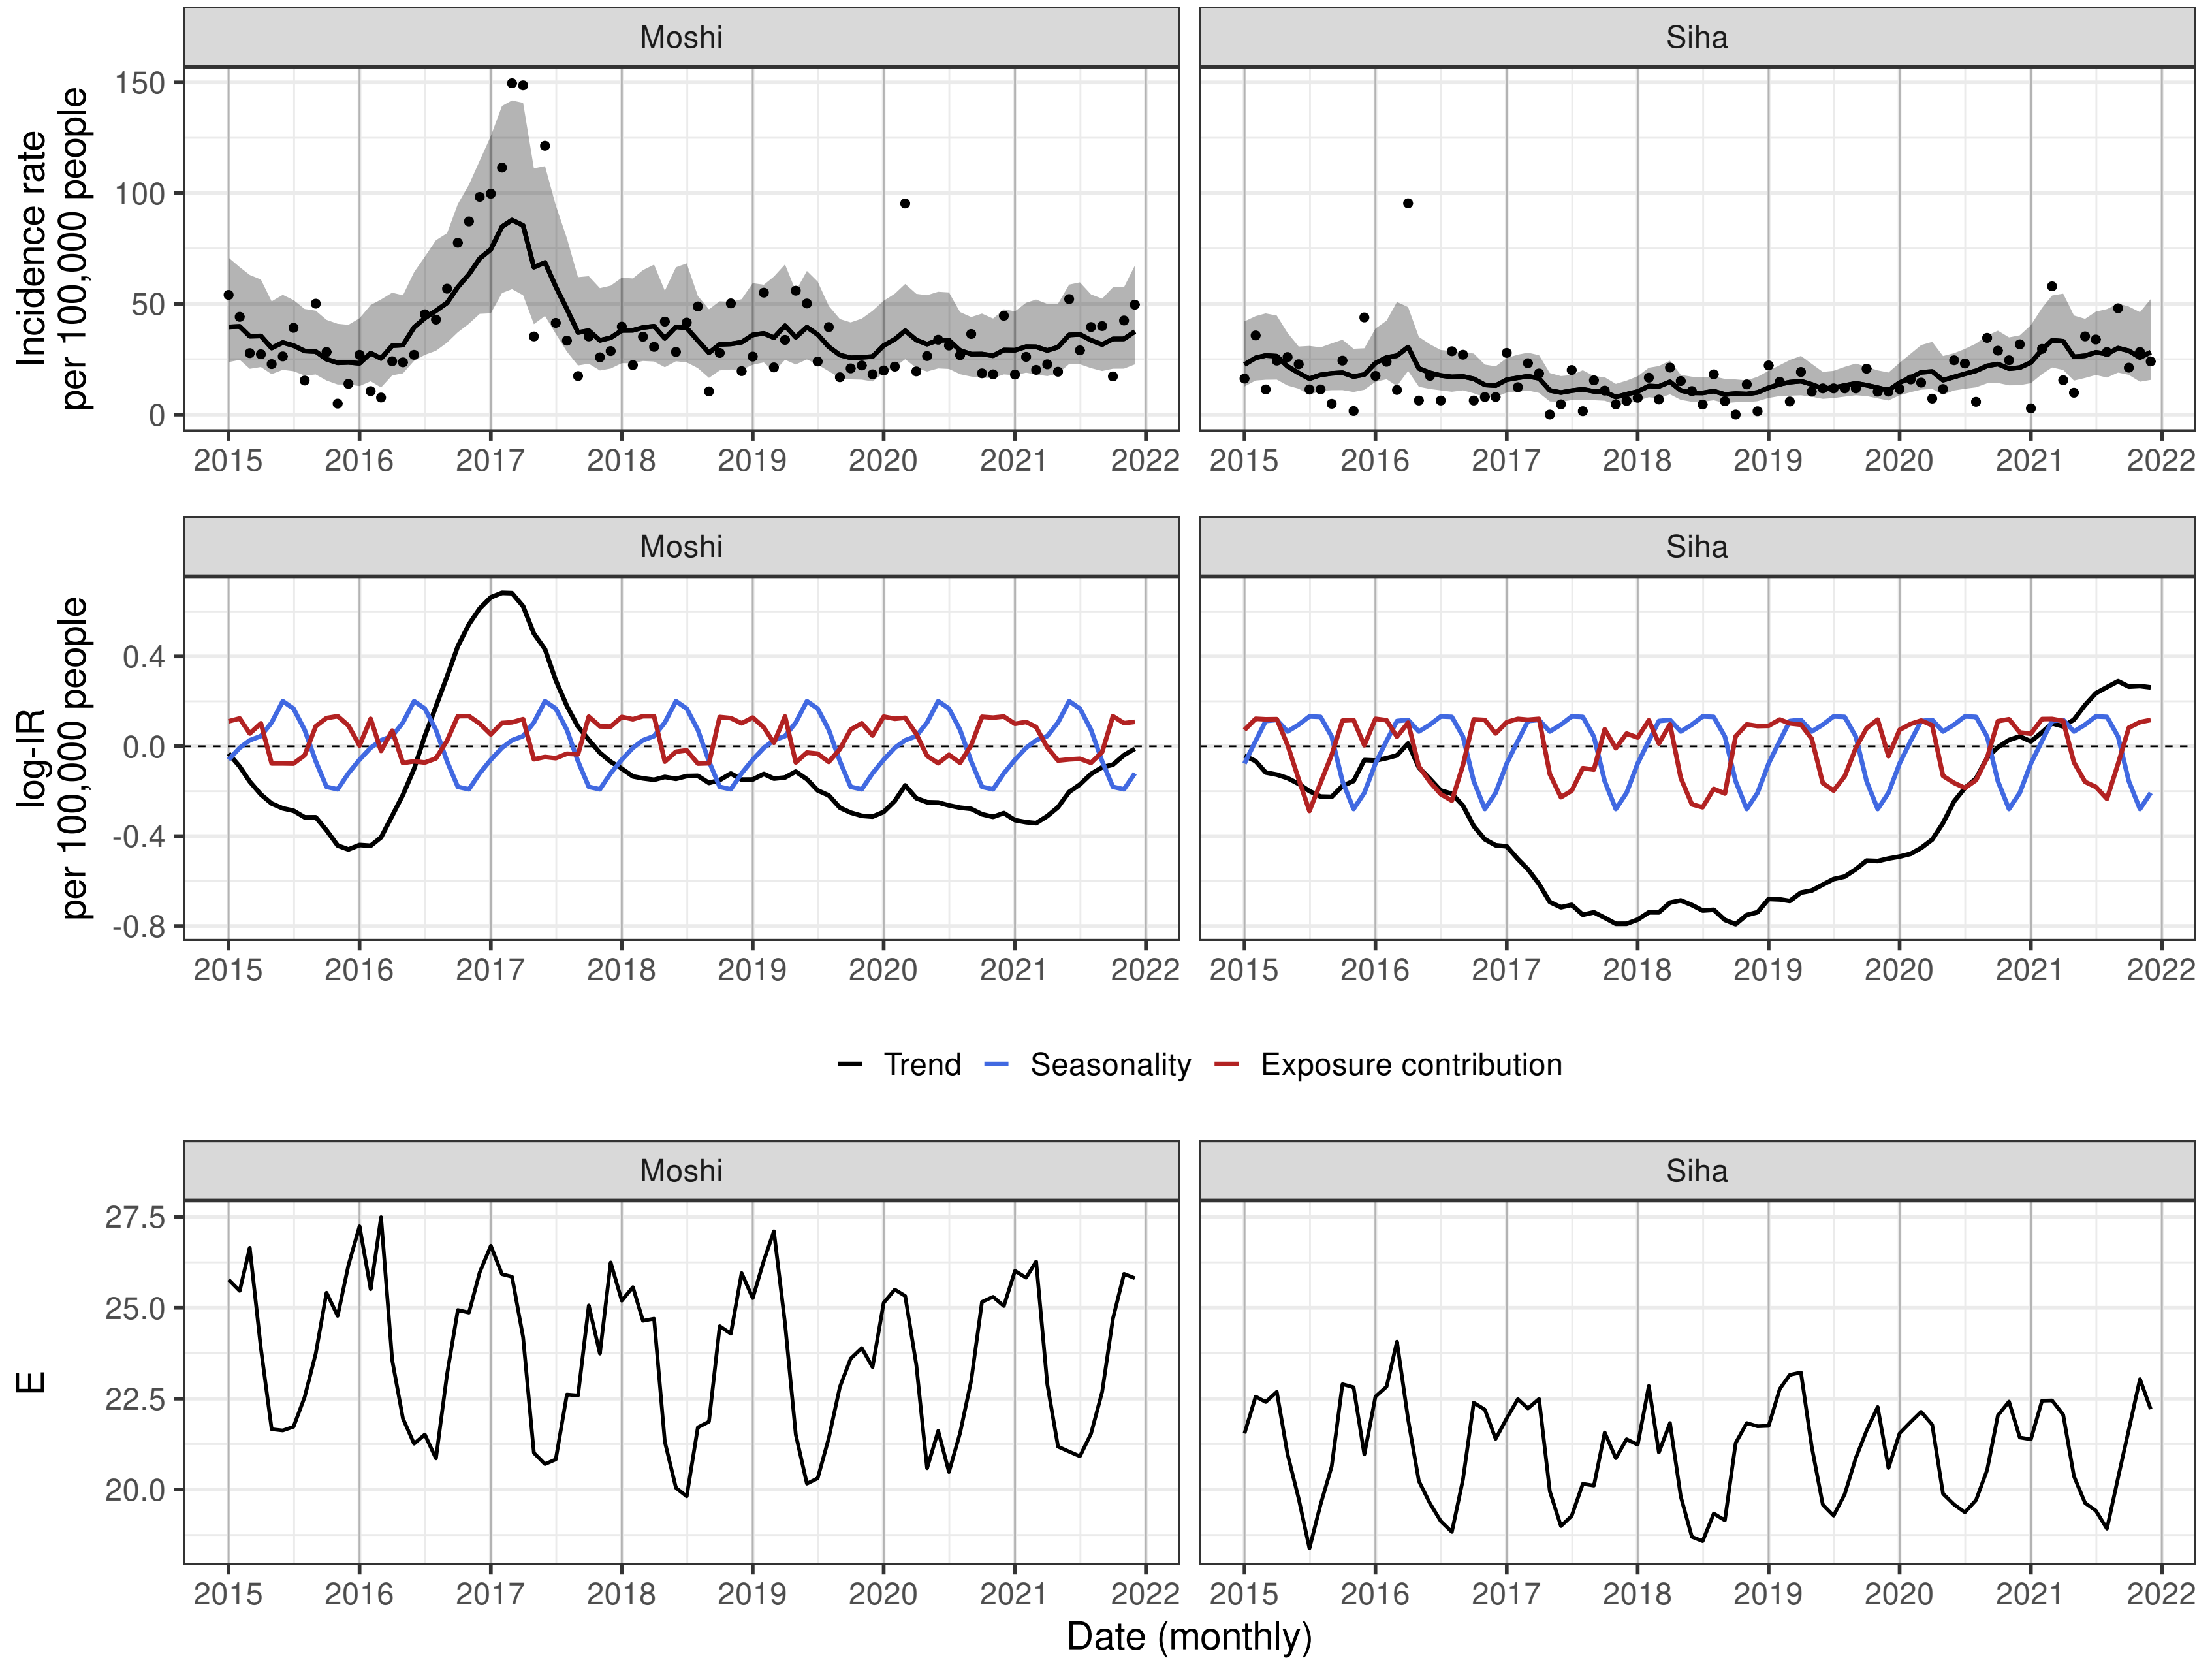 Moshi Siha
Incidence rate
per 100,000 people
150
100
50
0
2015 2016 2017 2018 2019 2020 2021 2022 2015 2016 2017 2018 2019 2020 2021 2022
Moshi Siha
log-IR
per 100,000 people
0.4
0.0
-0.4
-0.8
2015 2016 2017 2018 2019 2020 2021 2022 2015 2016 2017 2018 2019 2020 2021 2022
Trend Seasonality Exposure contribution
Moshi Siha
E
27.5
25.0
22.5
20.0
2015 2016 2017 2018 2019 2020 2021 2022 2015 2016 2017 2018 2019 2020 2021 2022
Date (monthly)